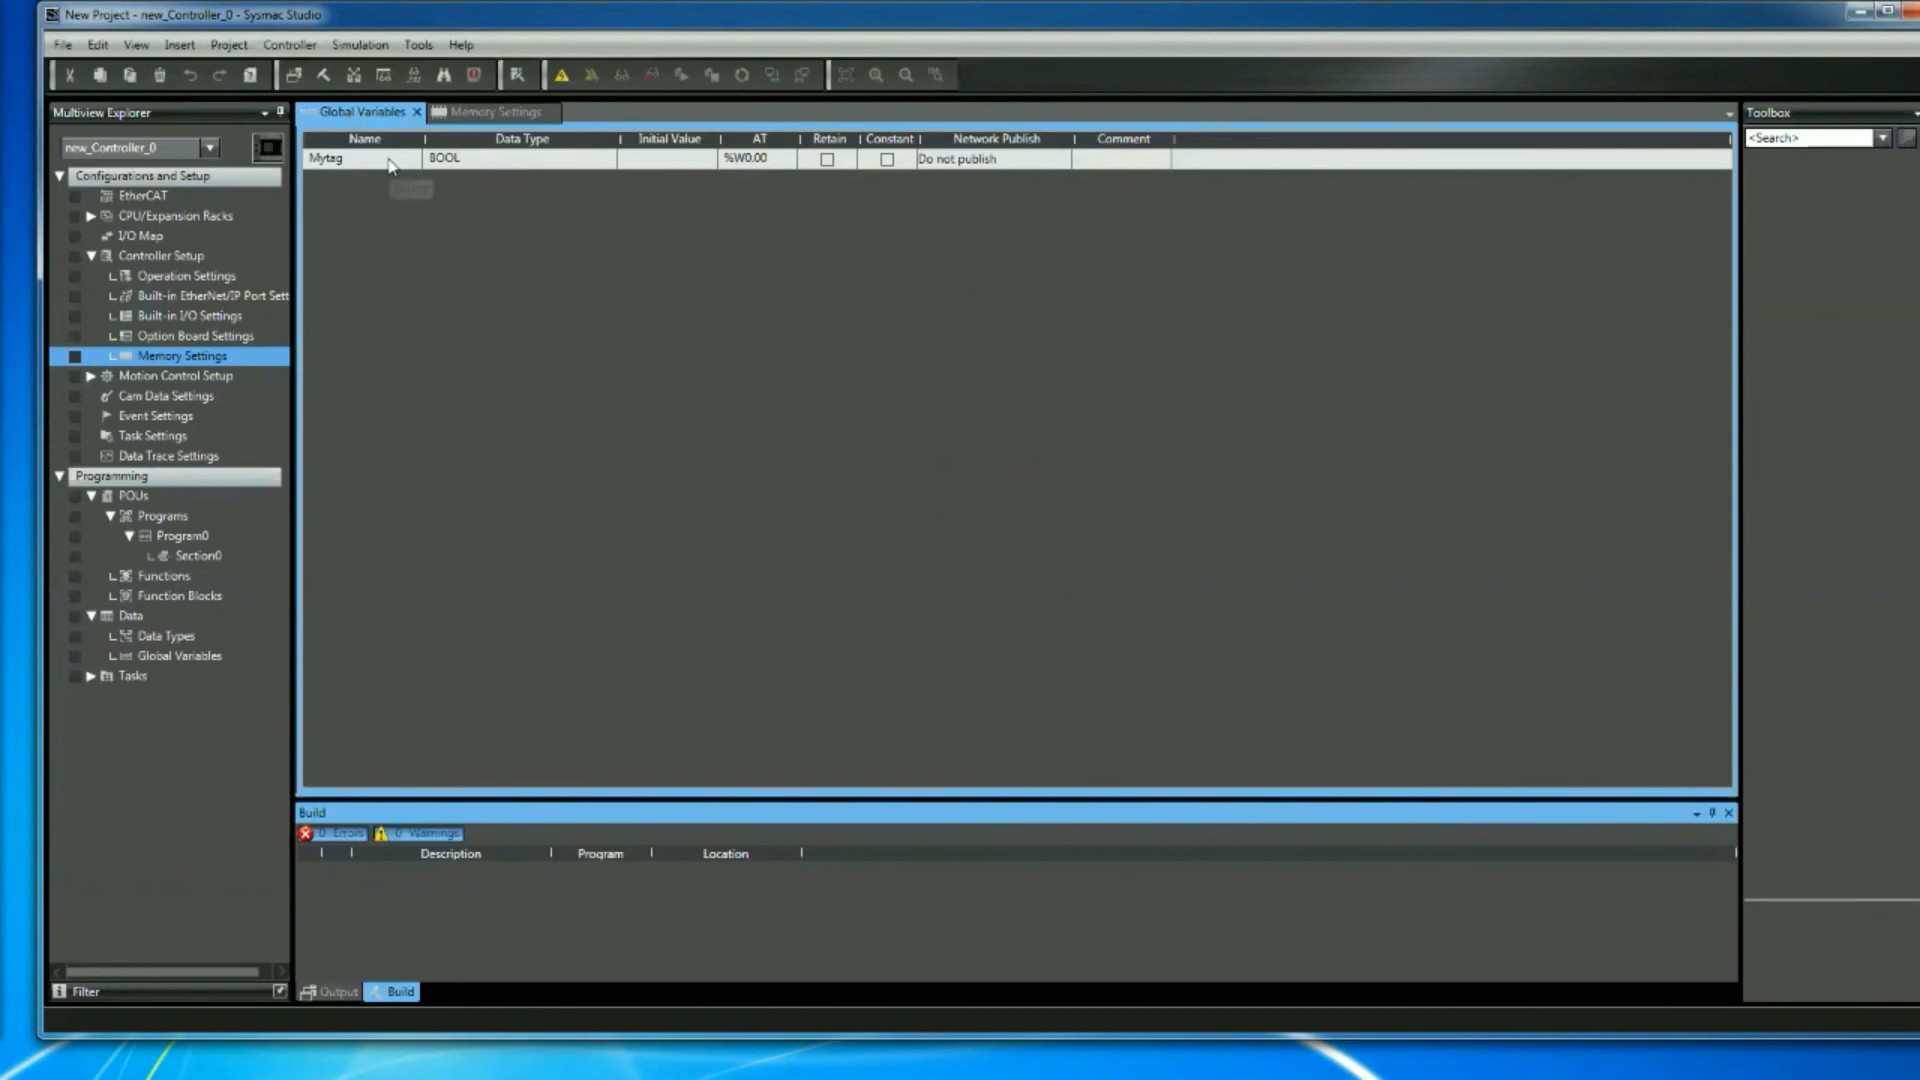 New Project - new_Controller_0 - Sysmac Studio
File Edit View Insert Project Controller Simulation Tools Help
Multiview Explorer
new_Controller_0
Configurations and Setup
EtherCAT
CPU/Expansion Racks
I/O Map
Controller Setup
Operation Settings
Built-in EtherNet/IP Port Sett
Built-in I/O Settings
Option Board Settings
Memory Settings
Motion Control Setup
Cam Data Settings
Event Settings
Task Settings
Data Trace Settings
Programming
POUs
Programs
Program0
Section0
Functions
Function Blocks
Data
Data Types
Global Variables
Tasks
Filter
Global Variables Memory Settings
Name Data Type Initial Value AT Retain Constant Network Publish Comment
Mytag BOOL %W0.00 Do not publish
Build
0 Errors 0 Warnings
Description Program Location
Output Build
Toolbox
<Search>